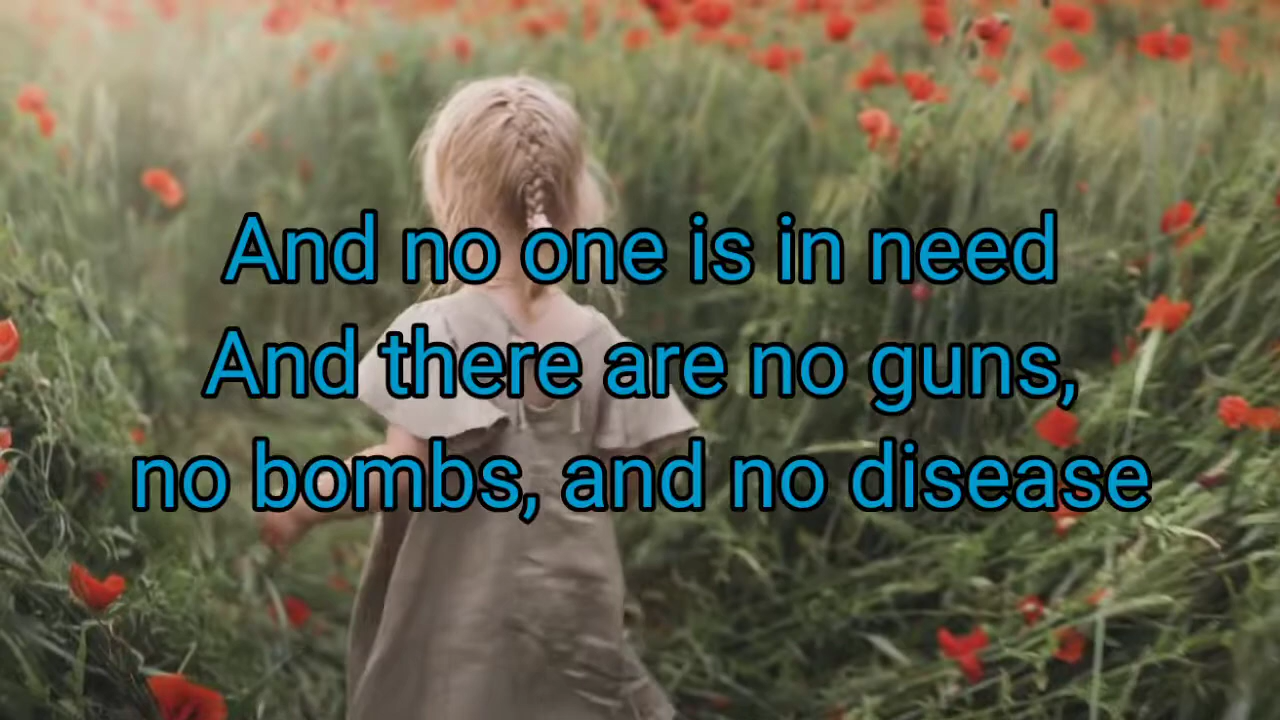 And no one is in need
And there are no guns,
no bombs, and no disease